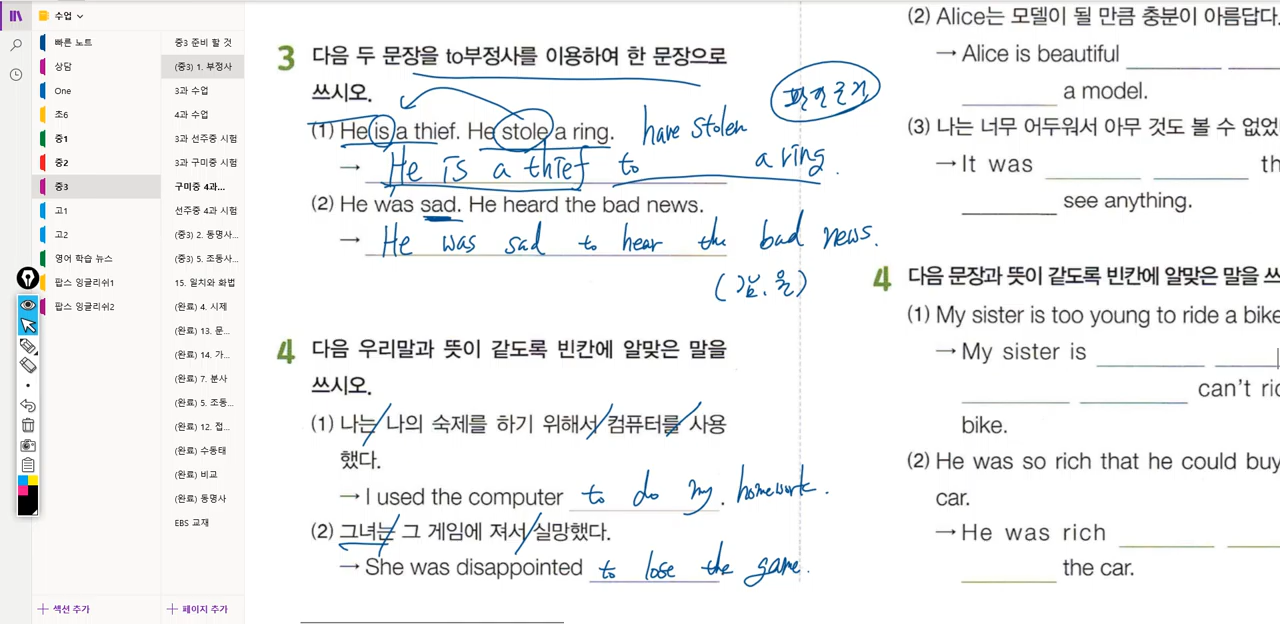 수업
빠른 노트
상담
One
초6
중1
중2
중3
고1
고2
영어 학습 뉴스
팝스 잉글리쉬1
팝스 잉글리쉬2
섹션 추가
중3 준비 할 것
(중3) 1. 부정사
3과 수업
4과 수업
3과 선주중 시험
3과 구미중 시험
구미중 4과...
선주중 4과 시험
(중3) 2. 동명사...
(중3) 5. 조동사...
15. 일치와 화법
(완료) 4. 시제
(완료) 13. 문...
(완료) 14. 가...
(완료) 7. 분사
(완료) 5. 조동...
(완료) 12. 접...
(완료) 수동태
(완료) 비교
(완료) 동명사
EBS 교재
페이지 추가
3 다음 두 문장을 to부정사를 이용하여 한 문장으로
쓰시오.
(1) He is a thief. He stole a ring. have stolen
→ He is a thief to a ring.
(2) He was sad. He heard the bad news.
→ He was sad to hear the bad news.
4 다음 우리말과 뜻이 같도록 빈칸에 알맞은 말을
쓰시오.
(1) 나는 나의 숙제를 하기 위해서 컴퓨터를 사용
했다.
→ I used the computer to do my homework.
(2) 그녀는 그 게임에 져서 실망했다.
→ She was disappointed to lose the game.
(2) Alice는 모델이 될 만큼 충분이 아름답다.
→ Alice is beautiful
a model.
(3) 나는 너무 어두워서 아무 것도 볼 수 없었
→ It was th
see anything.
4 다음 문장과 뜻이 같도록 빈칸에 알맞은 말을 쓰
(1) My sister is too young to ride a bike
→ My sister is
can't ri
bike.
(2) He was so rich that he could buy
car.
→ He was rich
the car.